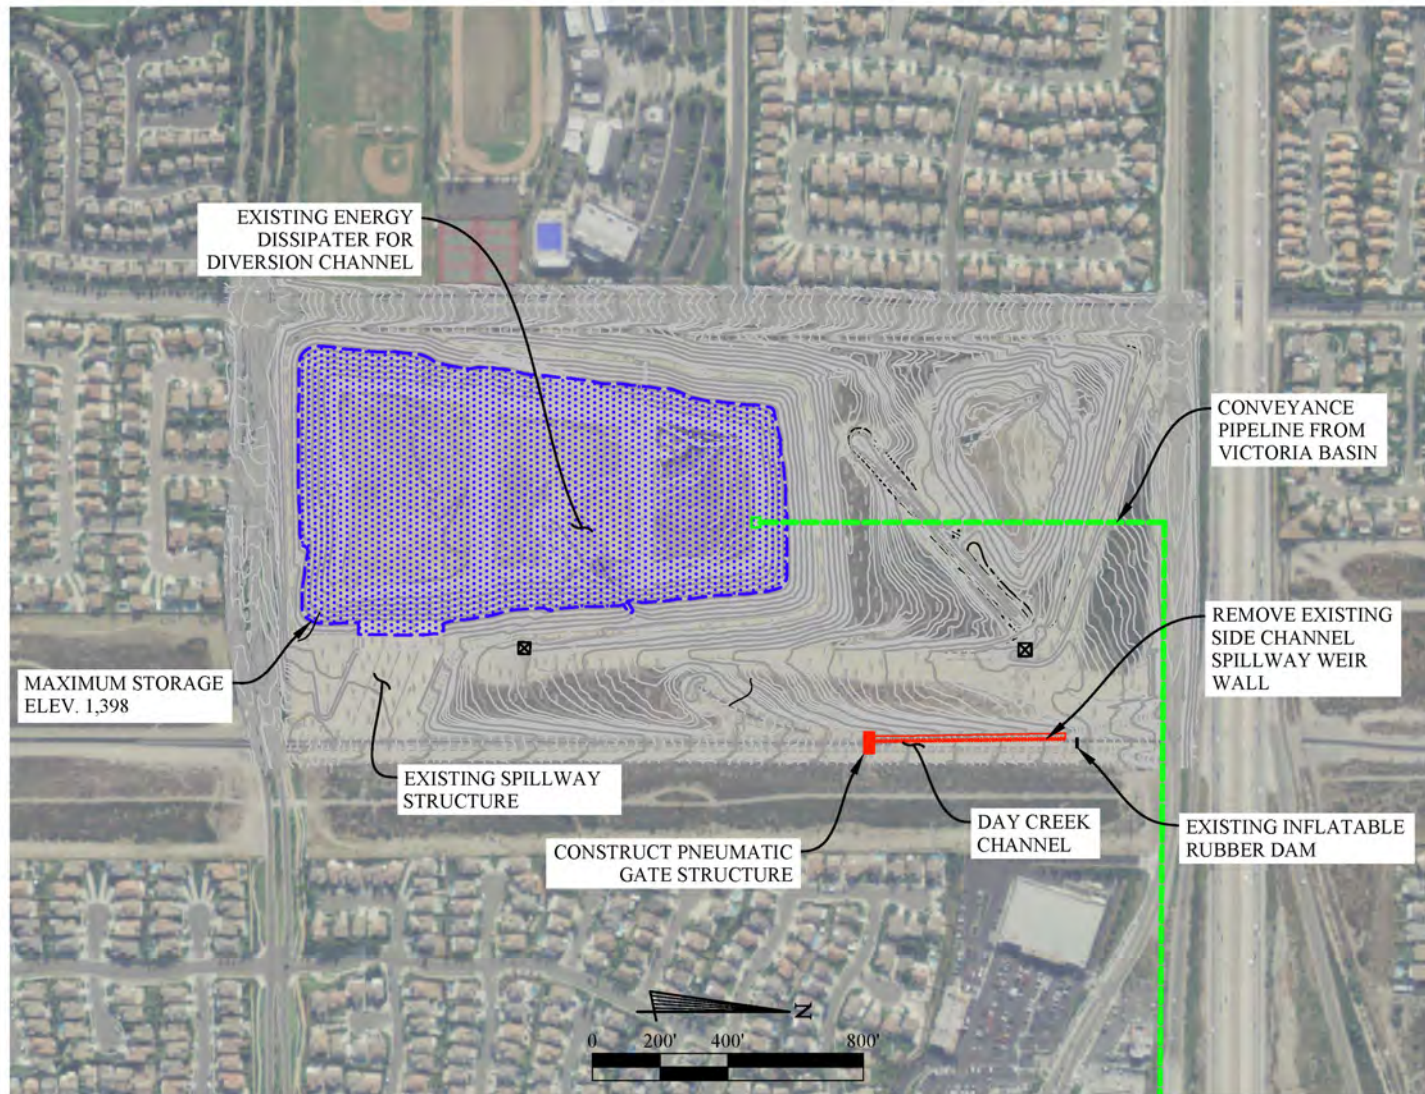 EXISTING ENERGY
DISSIPATER FOR
DIVERSION CHANNEL
CONVEYANCE
PIPELINE FROM
VICTORIA BASIN
REMOVE EXISTING
SIDE CHANNEL
SPILLWAY WEIR
WALL
MAXIMUM STORAGE
ELEV. 1,398
EXISTING SPILLWAY
STRUCTURE
CONSTRUCT PNEUMATIC
GATE STRUCTURE
DAY CREEK
CHANNEL
EXISTING INFLATABLE
RUBBER DAM
N
0 200' 400' 800'